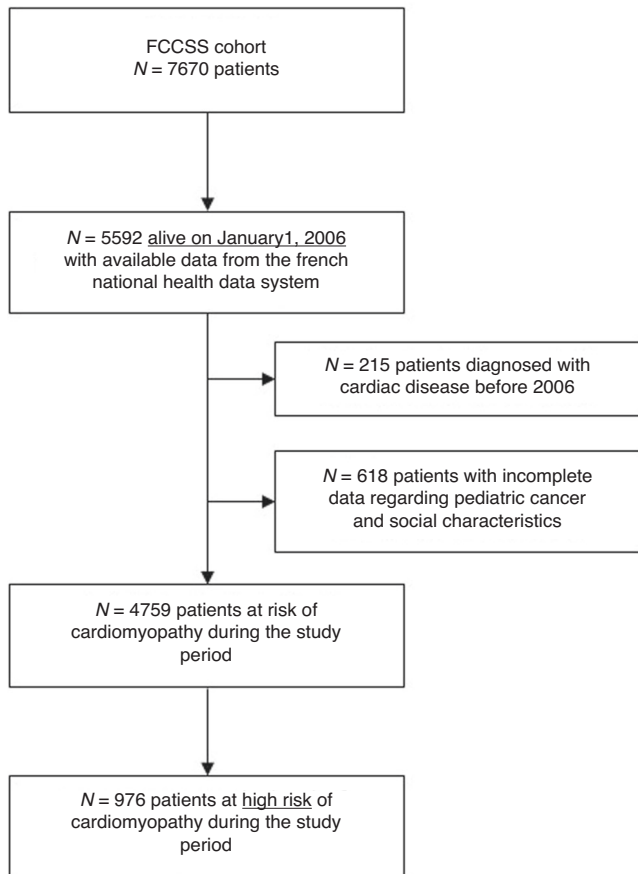 FCCSS cohort
N = 7670 patients
N = 5592 alive on January1, 2006
with available data from the french
national health data system
N = 215 patients diagnosed with
cardiac disease before 2006
N = 618 patients with incomplete
data regarding pediatric cancer
and social characteristics
N = 4759 patients at risk of
cardiomyopathy during the study
period
N = 976 patients at high risk of
cardiomyopathy during the study
period